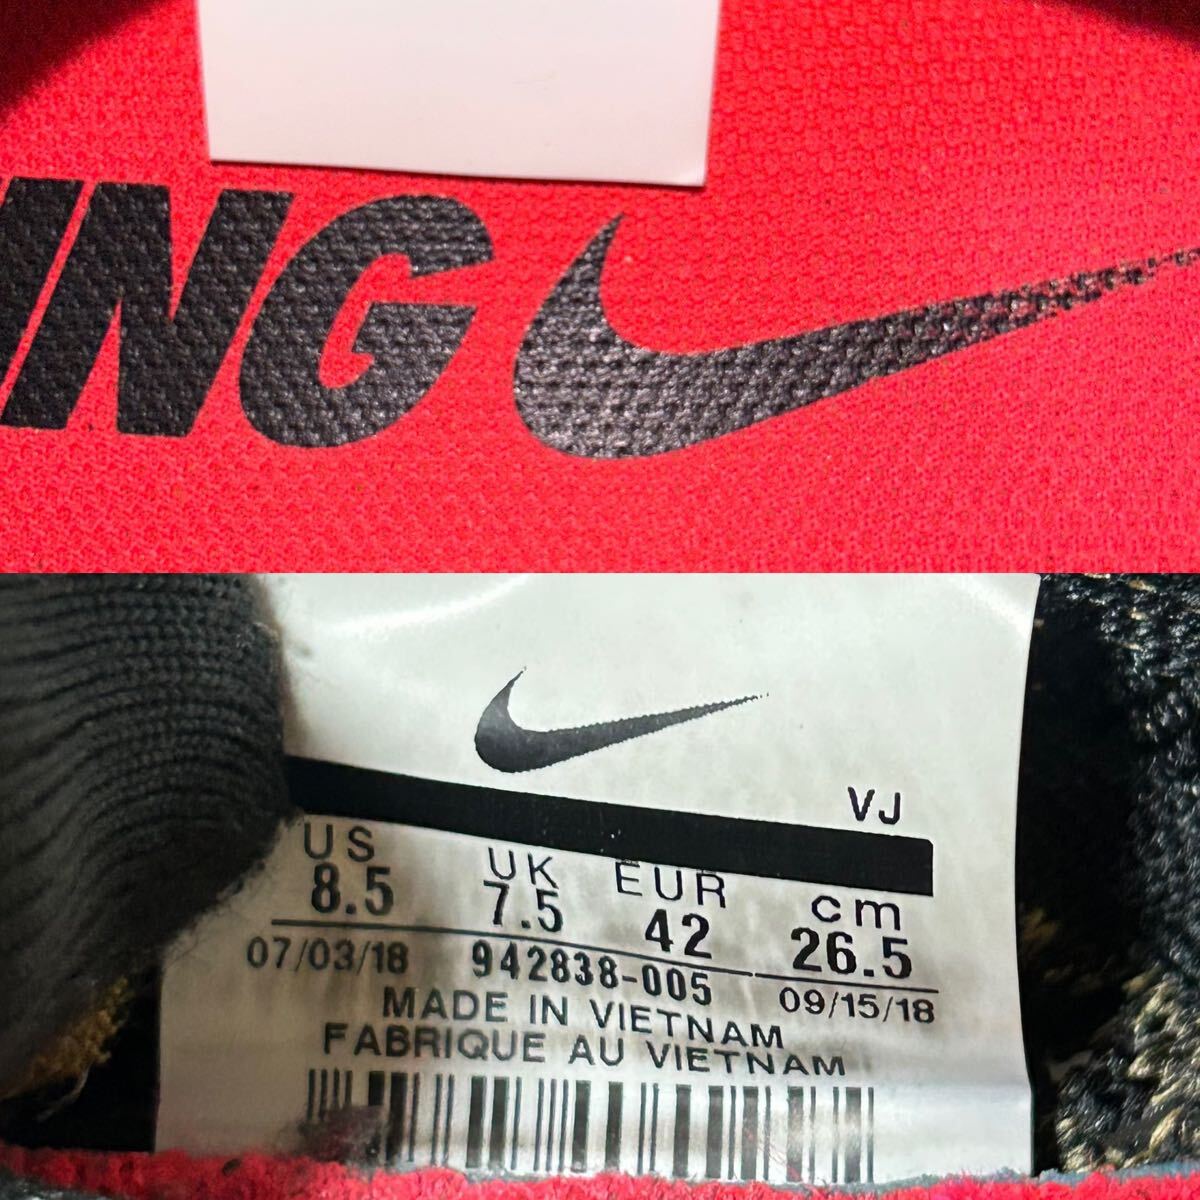 ING
VJ
US UK EUR cm
8.5 7.5 42 26.5
07/03/18 942838-005 09/15/18
MADE IN VIETNAM
FABRIQUE AU VIETNAM